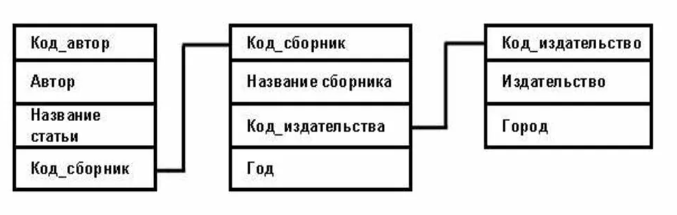 Код_автор
Автор
Название
статьи
Код_сборник
Код_сборник
Название сборника
Код_издательства
Год
Код_издательство
Издательство
Город